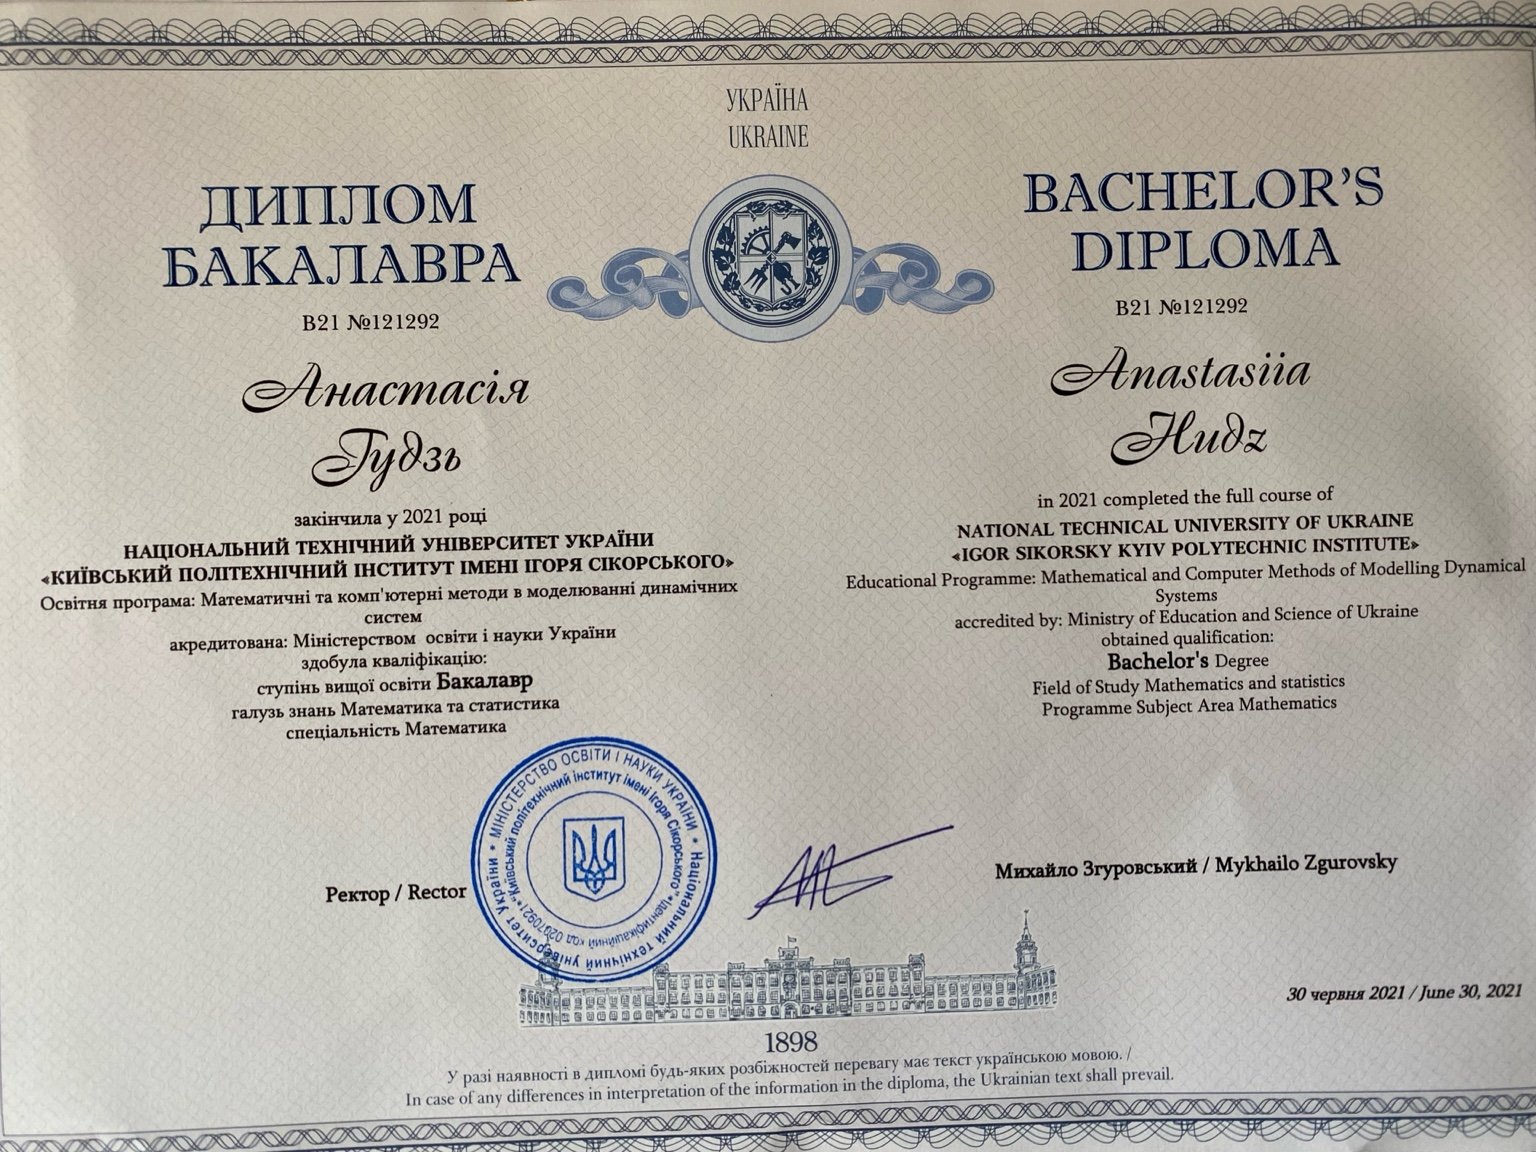 УКРАЇНА
UKRAINE
ДИПЛОМ
БАКАЛАВРА
В21 №121292
Анастасія
Гудзь
закінчила у 2021 році
НАЦІОНАЛЬНИЙ ТЕХНІЧНИЙ УНІВЕРСИТЕТ УКРАЇНИ
«КИЇВСЬКИЙ ПОЛІТЕХНІЧНИЙ ІНСТИТУТ ІМЕНІ ІГОРЯ СІКОРСЬКОГО»
Освітня програма: Математичні та комп'ютерні методи в моделюванні динамічних
систем
акредитована: Міністерством освіти і науки України
здобула кваліфікацію:
ступінь вищої освіти Бакалавр
галузь знань Математика та статистика
спеціальність Математика
BACHELOR’S
DIPLOMA
B21 №121292
Anastasiia
Hudz
in 2021 completed the full course of
NATIONAL TECHNICAL UNIVERSITY OF UKRAINE
«IGOR SIKORSKY KYIV POLYTECHNIC INSTITUTE»
Educational Programme: Mathematical and Computer Methods of Modelling Dynamical
Systems
accredited by: Ministry of Education and Science of Ukraine
obtained qualification:
Bachelor's Degree
Field of Study Mathematics and statistics
Programme Subject Area Mathematics
Ректор / Rector
* МІНІСТЕРСТВО ОСВІТИ І НАУКИ УКРАЇНИ * Національний технічний університет України
"Київський політехнічний інститут імені Ігоря Сікорського" * Ідентифікаційний код 02070921 *
Михайло Згуровський / Mykhailo Zgurovsky
30 червня 2021 / June 30, 2021
1898
У разі наявності в дипломі будь-яких розбіжностей перевагу має текст українською мовою. /
In case of any differences in interpretation of the information in the diploma, the Ukrainian text shall prevail.